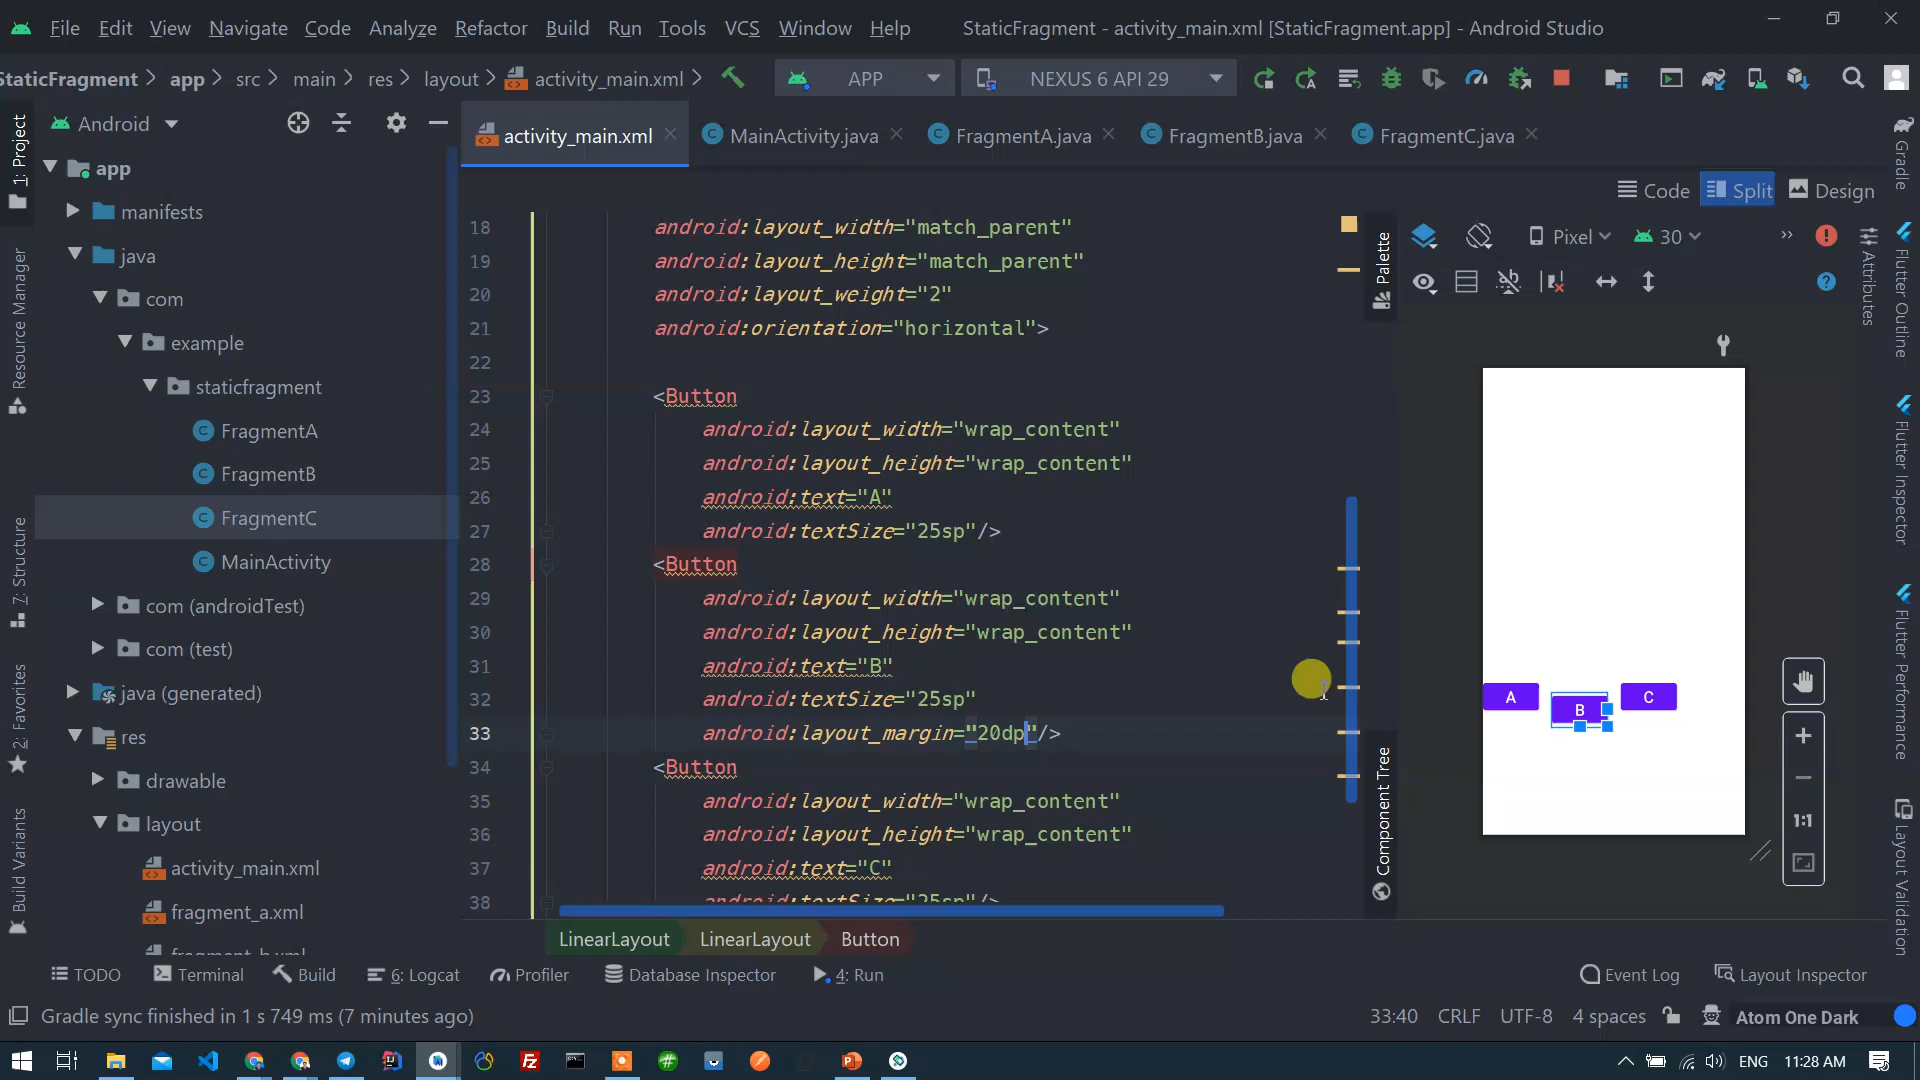 File Edit View Navigate Code Analyze Refactor Build Run Tools VCS Window Help StaticFragment - activity_main.xml [StaticFragment.app] - Android Studio
StaticFragment app src main res layout activity_main.xml APP NEXUS 6 API 29
1: Project
Resource Manager
Z: Structure
2: Favorites
Build Variants
Android
app
manifests
java
com
example
staticfragment
FragmentA
FragmentB
FragmentC
MainActivity
com (androidTest)
com (test)
java (generated)
res
drawable
layout
activity_main.xml
fragment_a.xml
activity_main.xml MainActivity.java FragmentA.java FragmentB.java FragmentC.java
Code Split Design
18 android:layout_width="match_parent"
19 android:layout_height="match_parent"
20 android:layout_weight="2"
21 android:orientation="horizontal">
22
23 <Button
24 android:layout_width="wrap_content"
25 android:layout_height="wrap_content"
26 android:text="A"
27 android:textSize="25sp"/>
28 <Button
29 android:layout_width="wrap_content"
30 android:layout_height="wrap_content"
31 android:text="B"
32 android:textSize="25sp"
33 android:layout_margin="20dp"/>
34 <Button
35 android:layout_width="wrap_content"
36 android:layout_height="wrap_content"
37 android:text="C"
38 android:textSize="25sp"/>
LinearLayout LinearLayout Button
Palette
Component Tree
Pixel 30
A B C
1:1
Attributes
Gradle
Flutter Outline
Flutter Inspector
Flutter Performance
Layout Validation
TODO Terminal Build 6: Logcat Profiler Database Inspector 4: Run Event Log Layout Inspector
Gradle sync finished in 1 s 749 ms (7 minutes ago) 33:40 CRLF UTF-8 4 spaces Atom One Dark
ENG 11:28 AM